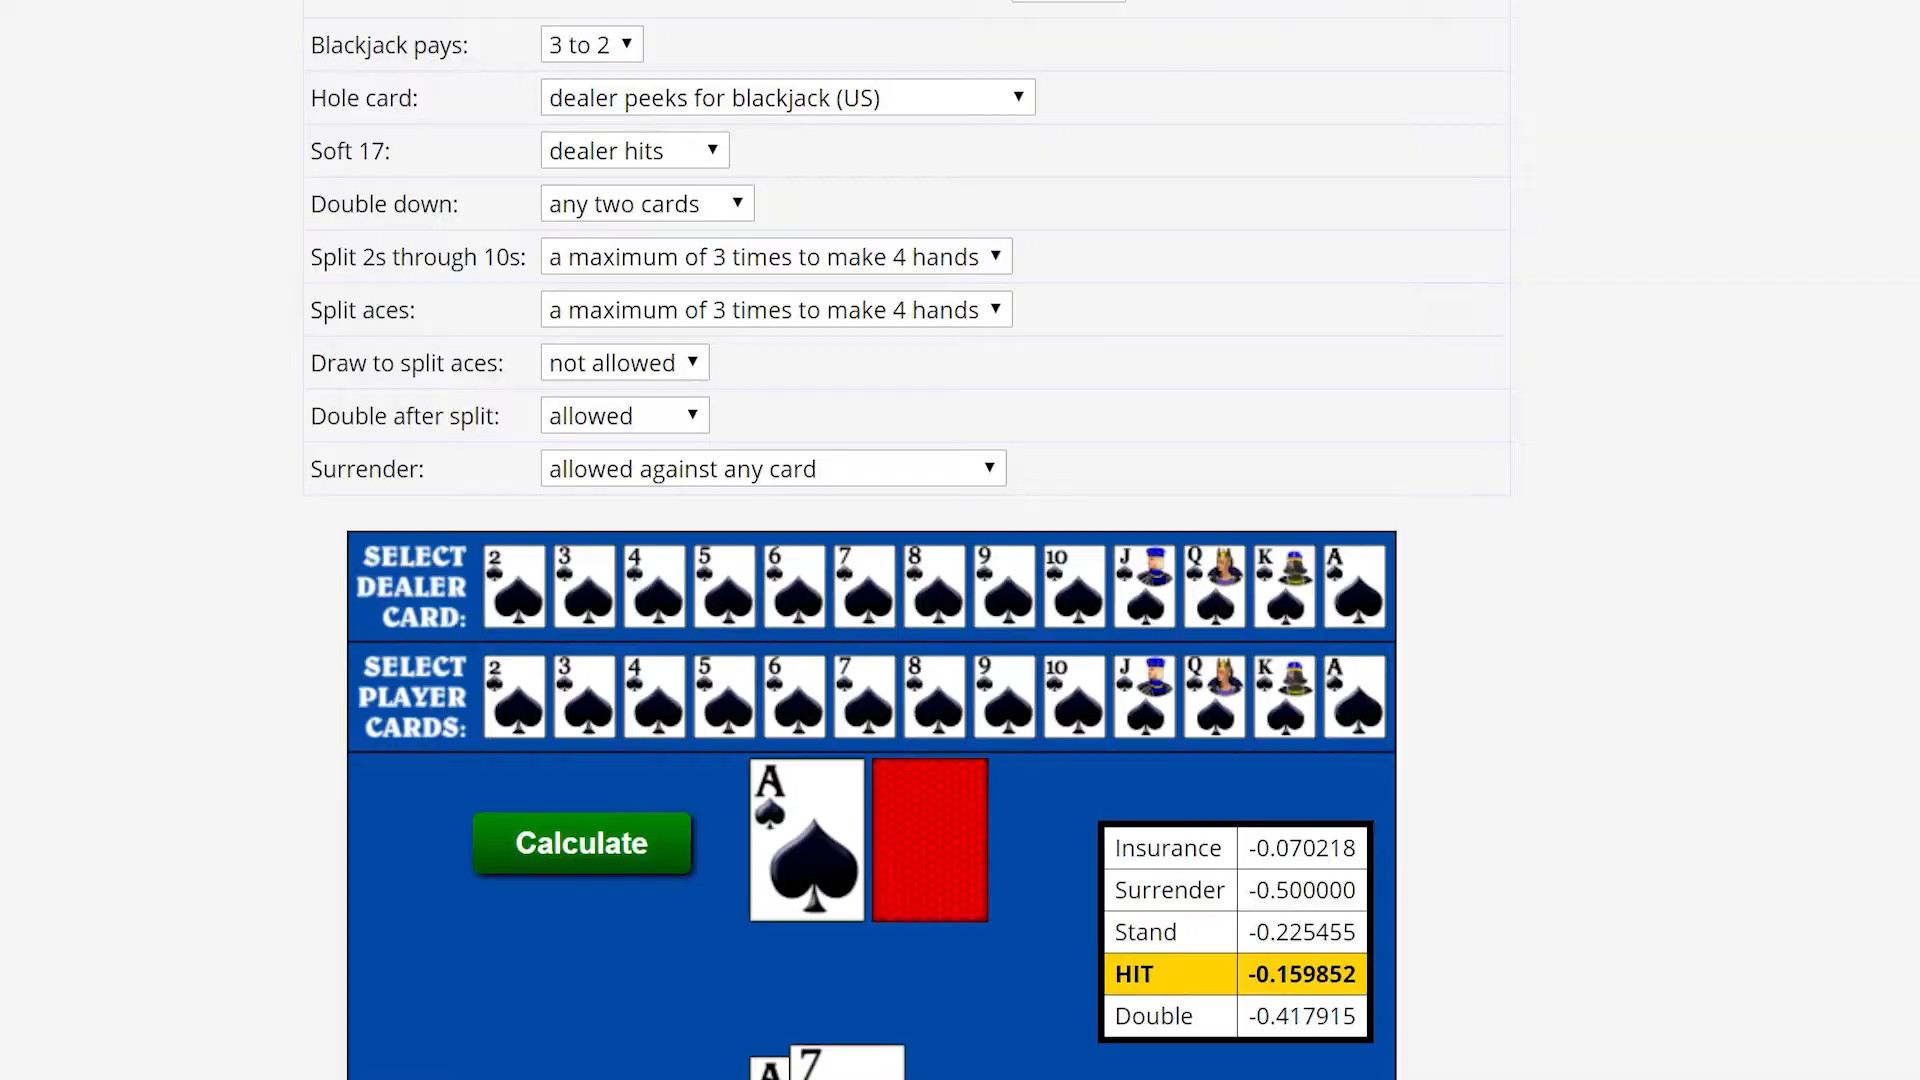 Blackjack pays: 3 to 2
Hole card: dealer peeks for blackjack (US)
Soft 17: dealer hits
Double down: any two cards
Split 2s through 10s: a maximum of 3 times to make 4 hands
Split aces: a maximum of 3 times to make 4 hands
Draw to split aces: not allowed
Double after split: allowed
Surrender: allowed against any card
SELECT
DEALER
CARD:
2 3 4 5 6 7 8 9 10 J Q K A
SELECT
PLAYER
CARDS:
2 3 4 5 6 7 8 9 10 J Q K A
A
Calculate
Insurance -0.070218
Surrender -0.500000
Stand -0.225455
HIT -0.159852
Double -0.417915
A 7